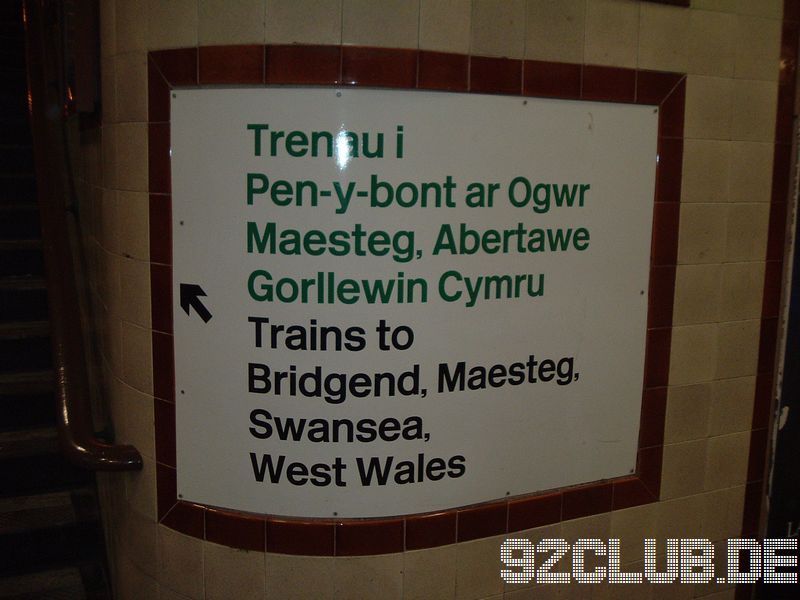 Trenau i
Pen-y-bont ar Ogwr
Maesteg, Abertawe
Gorllewin Cymru
Trains to
Bridgend, Maesteg,
Swansea,
West Wales
92CLUB.DE